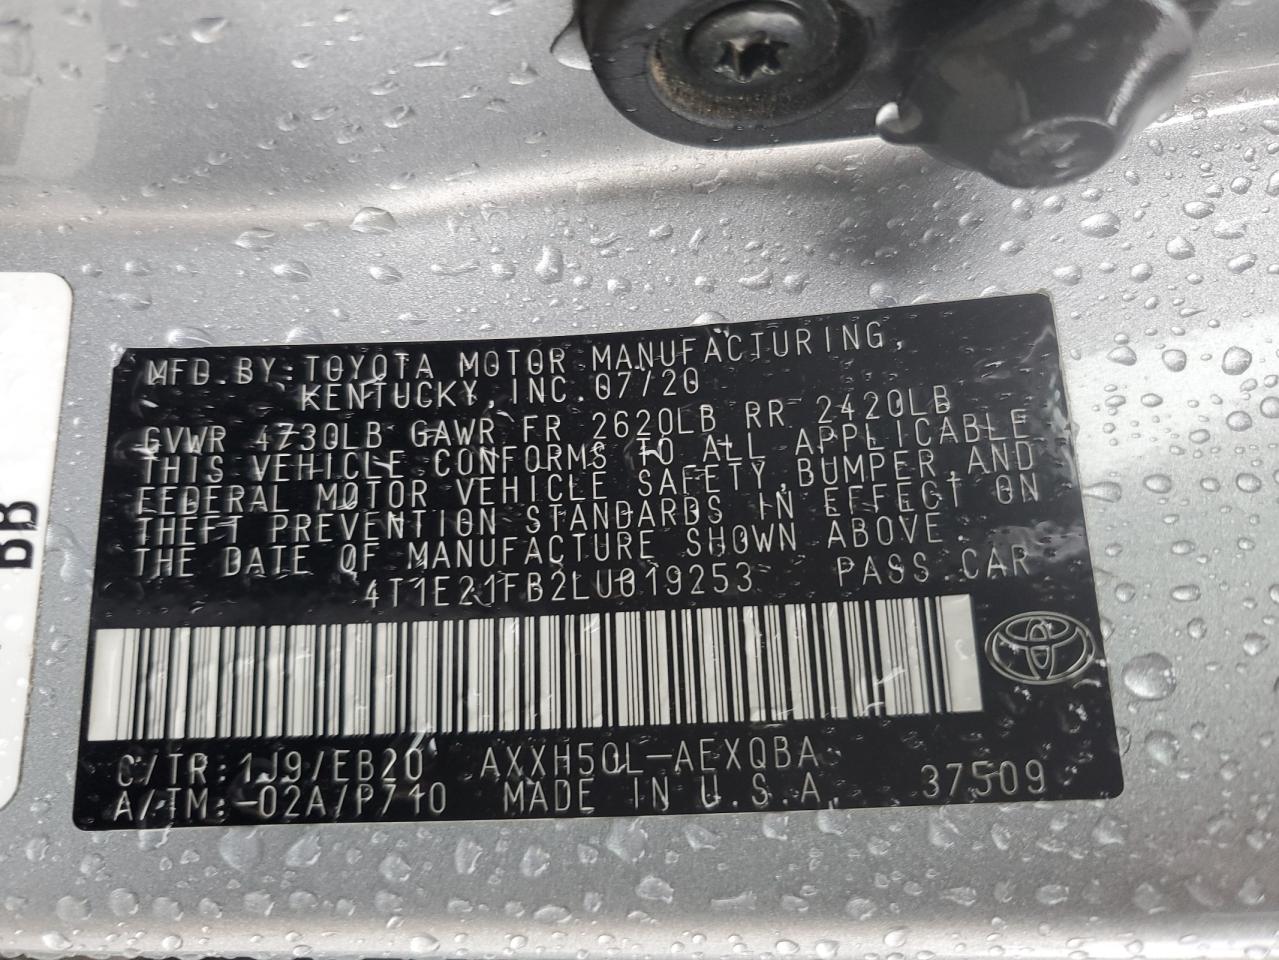 MFD.BY:TOYOTA MOTOR MANUFACTURING,
KENTUCKY,INC.07/20
GVWR 4730LB GAWR FR 2620LB RR 2420LB
THIS VEHICLE CONFORMS TO ALL APPLICABLE
FEDERAL MOTOR VEHICLE SAFETY,BUMPER,AND
THEFT PREVENTION STANDARDS IN EFFECT ON
THE DATE OF MANUFACTURE SHOWN ABOVE.
4T1E21FB2LU019253 PASS.CAR
C/TR:1J9/EB20 AXXH50L-AEXQBA
A/TM:-02A/P710 MADE IN U.S.A. 37509